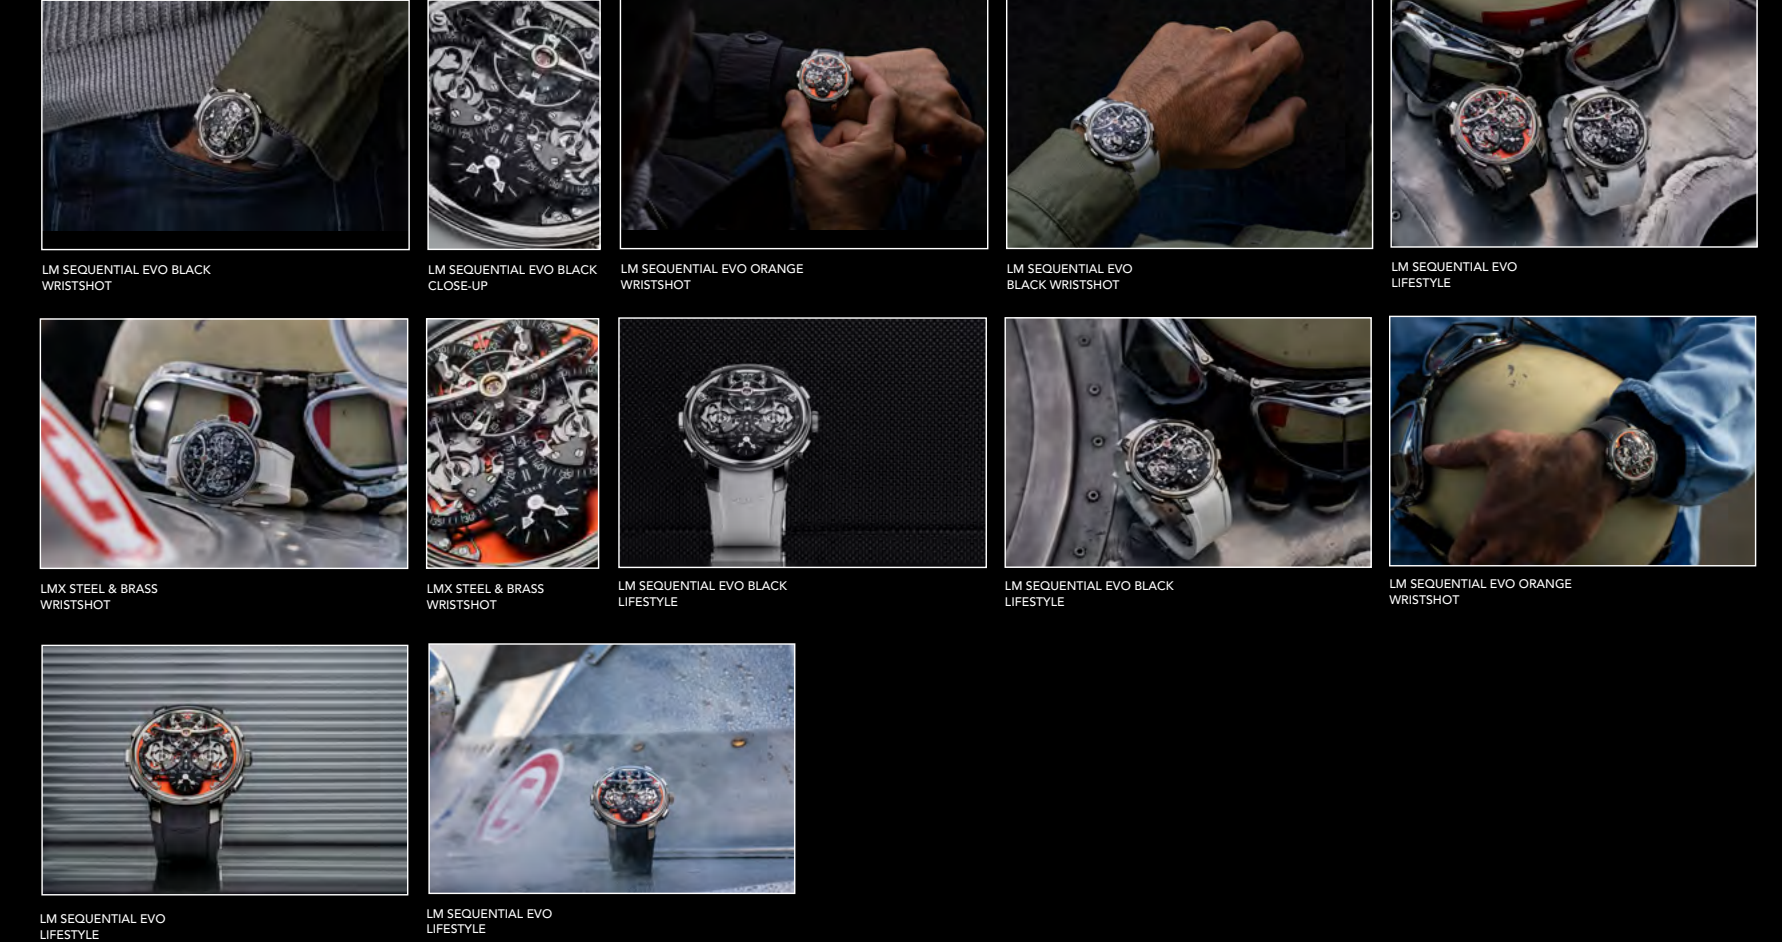 LM SEQUENTIAL EVO BLACK
WRISTSHOT
LM SEQUENTIAL EVO BLACK
CLOSE-UP
LM SEQUENTIAL EVO ORANGE
WRISTSHOT
LM SEQUENTIAL EVO
BLACK WRISTSHOT
LM SEQUENTIAL EVO
LIFESTYLE
LMX STEEL & BRASS
WRISTSHOT
LMX STEEL & BRASS
WRISTSHOT
LM SEQUENTIAL EVO BLACK
LIFESTYLE
LM SEQUENTIAL EVO BLACK
LIFESTYLE
LM SEQUENTIAL EVO ORANGE
WRISTSHOT
LM SEQUENTIAL EVO
LIFESTYLE
LM SEQUENTIAL EVO
LIFESTYLE